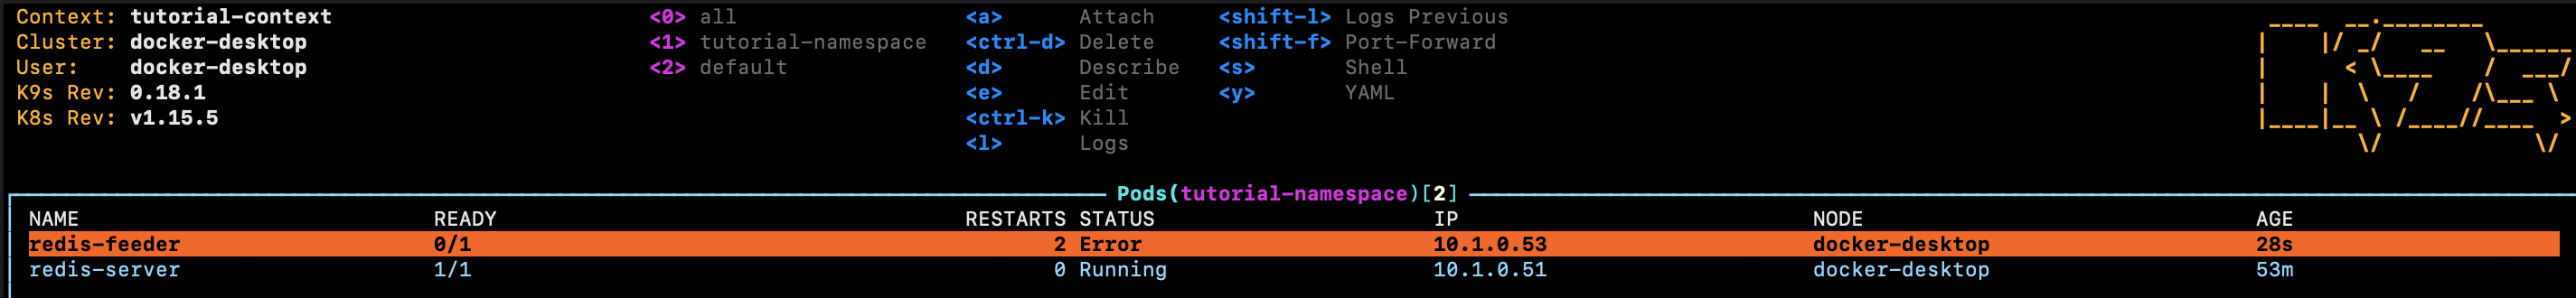 Context: tutorial-context <0> all <a> Attach <shift-l> Logs Previous
Cluster: docker-desktop <1> tutorial-namespace <ctrl-d> Delete <shift-f> Port-Forward
User: docker-desktop <2> default <d> Describe <s> Shell
K9s Rev: 0.18.1 <e> Edit <y> YAML
K8s Rev: v1.15.5 <ctrl-k> Kill
<l> Logs
Pods(tutorial-namespace)[2]
NAME READY RESTARTS STATUS IP NODE AGE
redis-feeder 0/1 2 Error 10.1.0.53 docker-desktop 28s
redis-server 1/1 0 Running 10.1.0.51 docker-desktop 53m